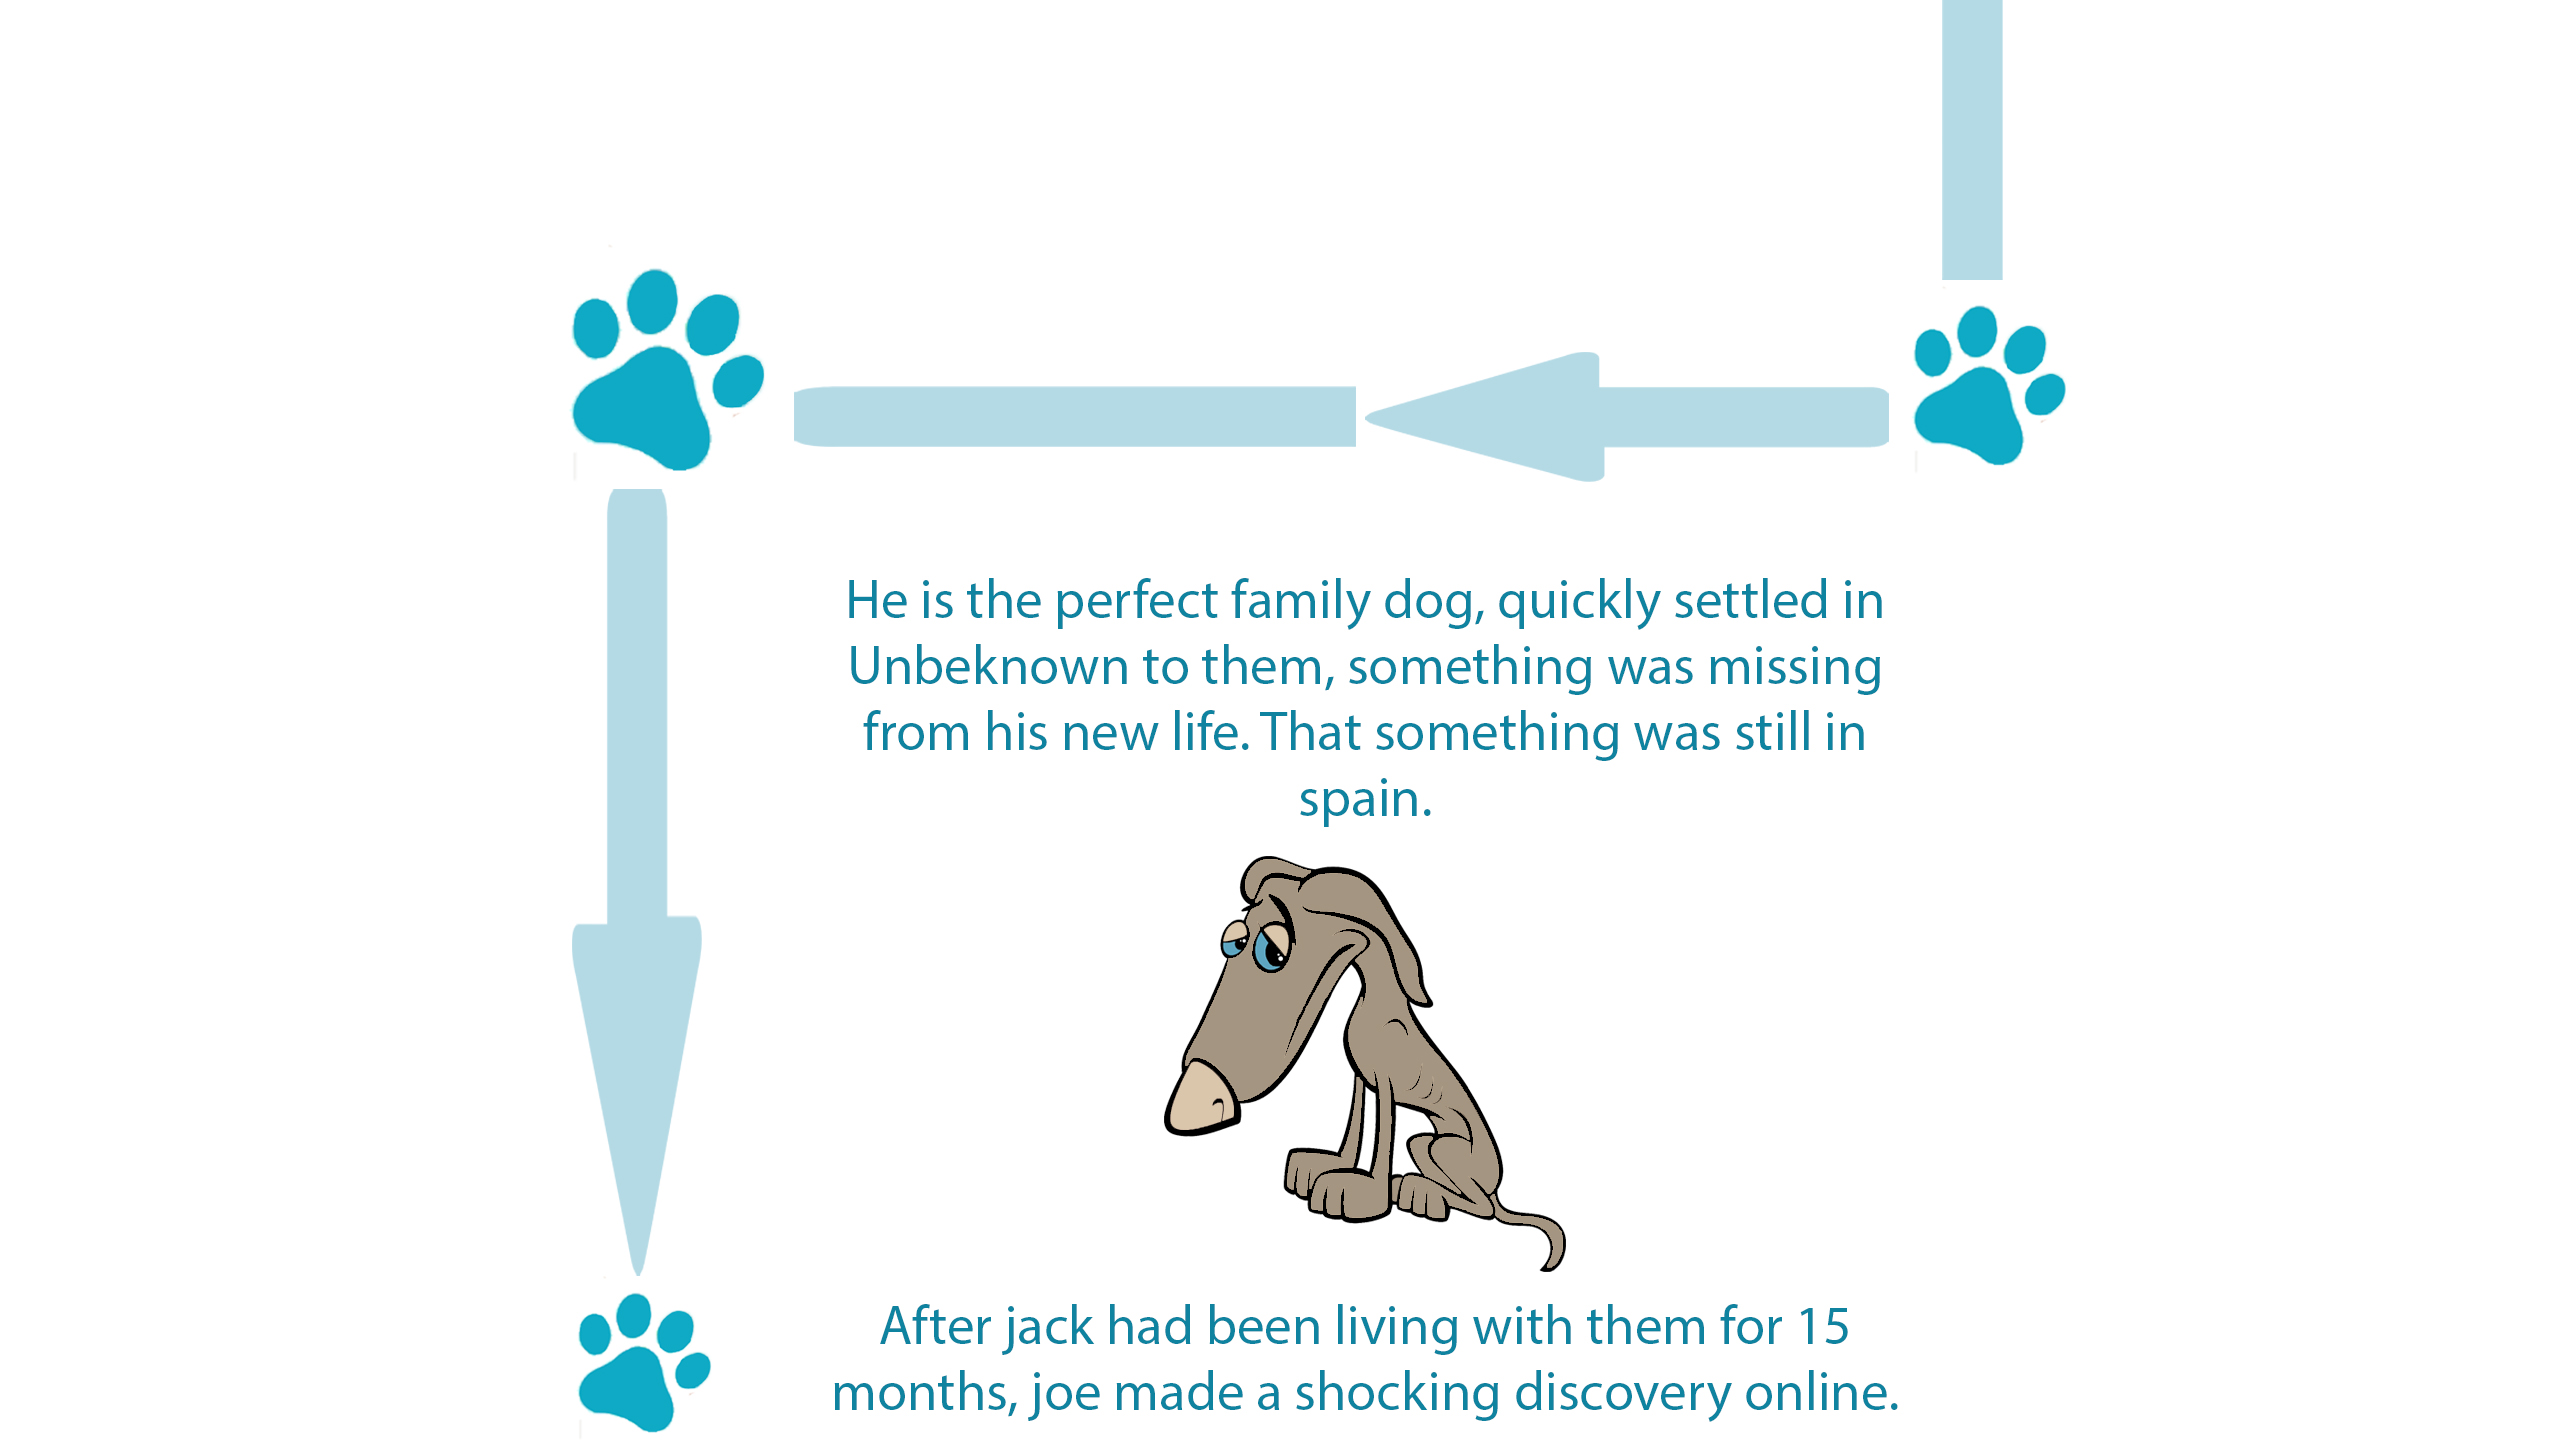 He is the perfect family dog, quickly settled in
Unbeknown to them, something was missing
from his new life. That something was still in
spain.
After jack had been living with them for 15
months, joe made a shocking discovery online.